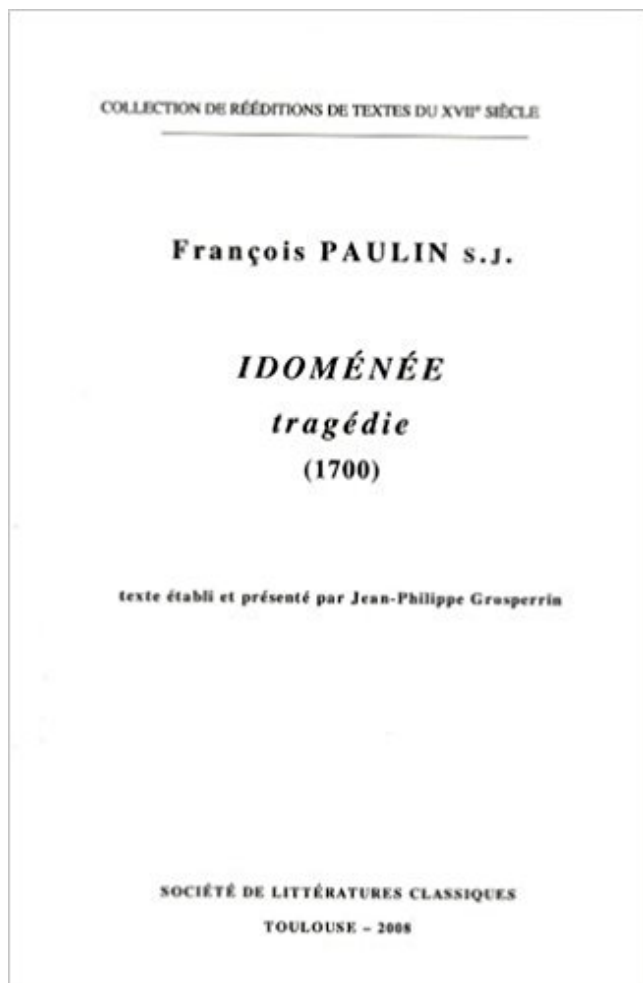 COLLECTION DE RÉÉDITIONS DE TEXTES DU XVIIe SIÈCLE
François PAULIN S.J.
IDOMÉNÉE
tragédie
(1700)
texte établi et présenté par Jean-Philippe Grosperrin
SOCIÉTÉ DE LITTÉRATURES CLASSIQUES
TOULOUSE – 2008